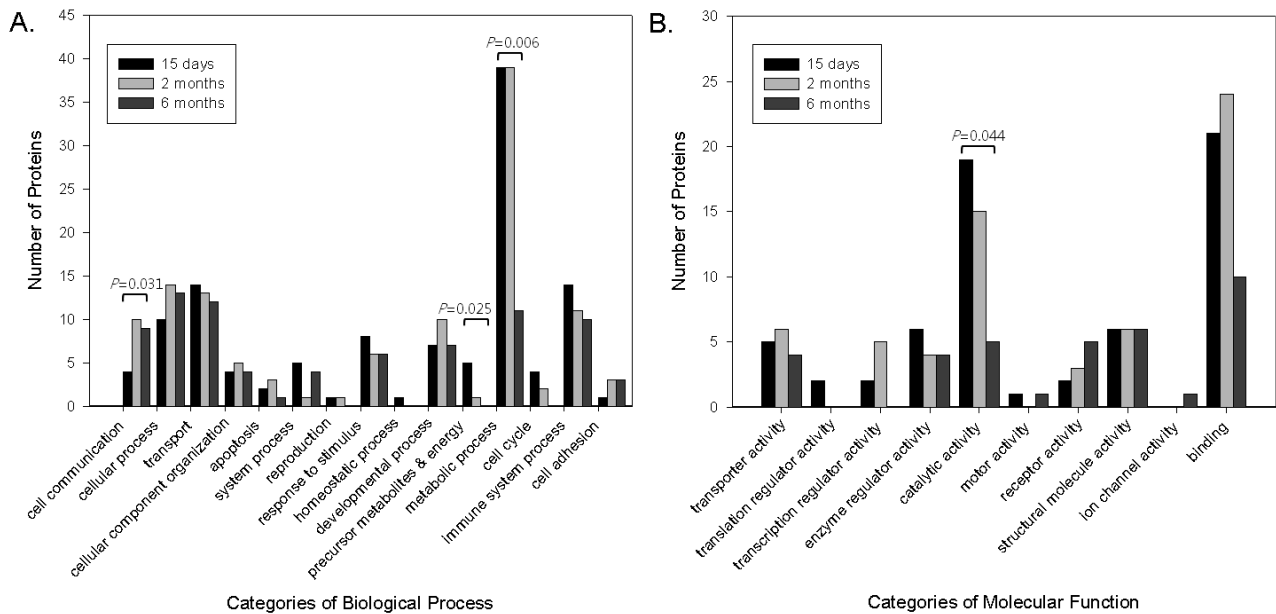 A.
45
40
35
30
25
20
15
10
5
0
Number of Proteins
15 days
2 months
6 months
P=0.031
P=0.025
P=0.006
cell communication
cellular process
transport
cellular component organization
apoptosis
system process
reproduction
response to stimulus
homeostatic process
developmental process
precursor metabolites & energy
metabolic process
cell cycle
immune system process
cell adhesion
Categories of Biological Process
B.
30
25
20
15
10
5
0
Number of Proteins
15 days
2 months
6 months
P=0.044
transporter activity
translation regulator activity
transcription regulator activity
enzyme regulator activity
catalytic activity
motor activity
receptor activity
structural molecule activity
ion channel activity
binding
Categories of Molecular Function